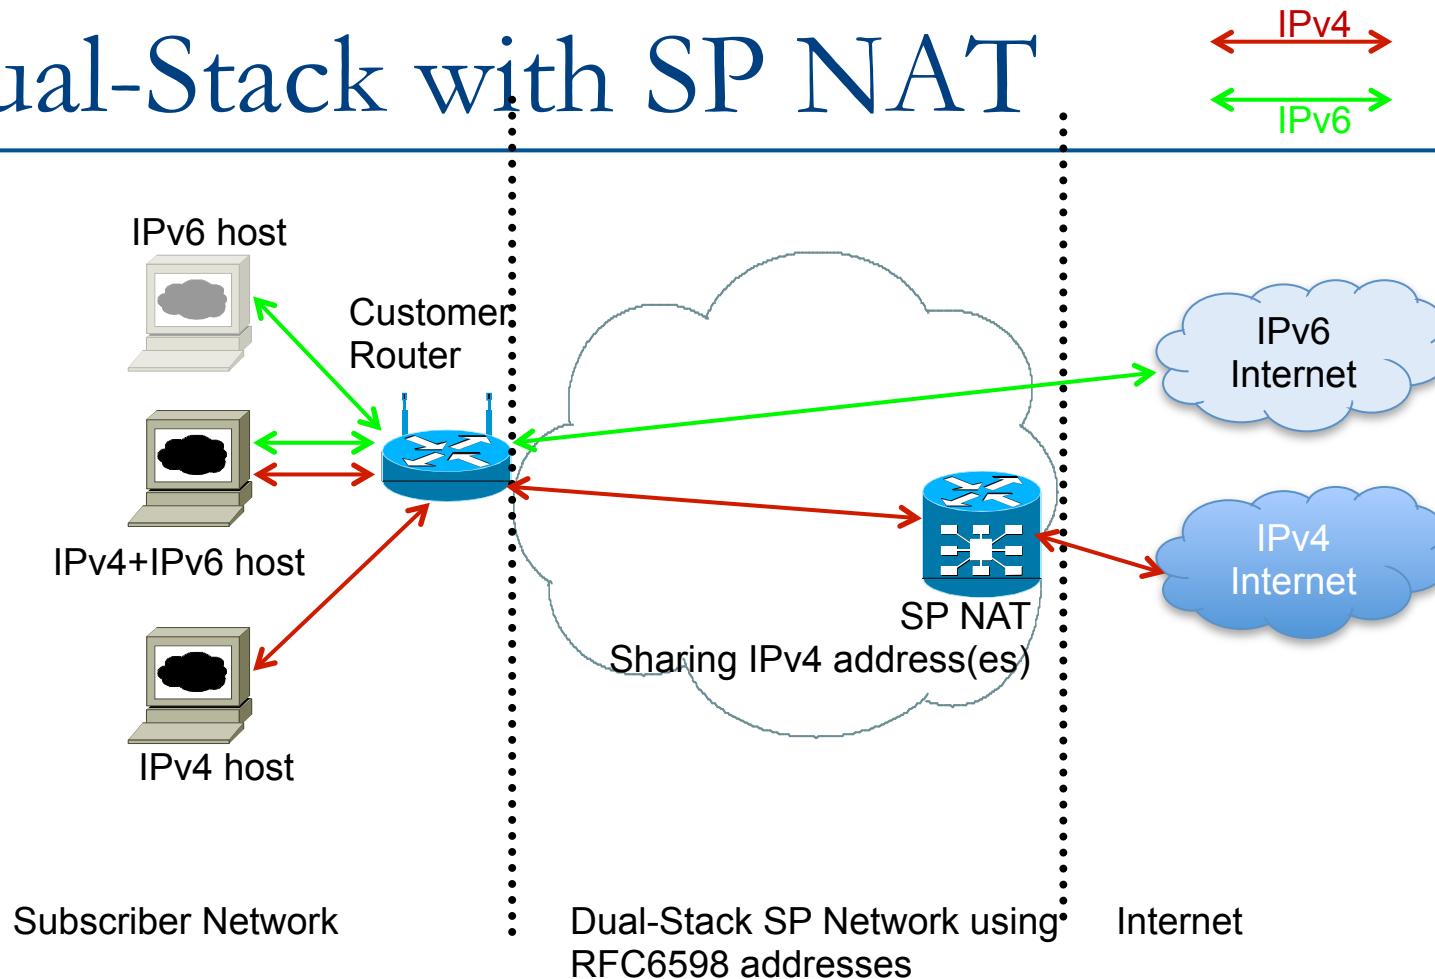 ual-Stack with SP NAT
IPv4
IPv6
IPv6 host
Customer
Router
IPv6
Internet
IPv4+IPv6 host
IPv4
Internet
SP NAT
Sharing IPv4 address(es)
IPv4 host
Subscriber Network
Dual-Stack SP Network using
RFC6598 addresses
Internet